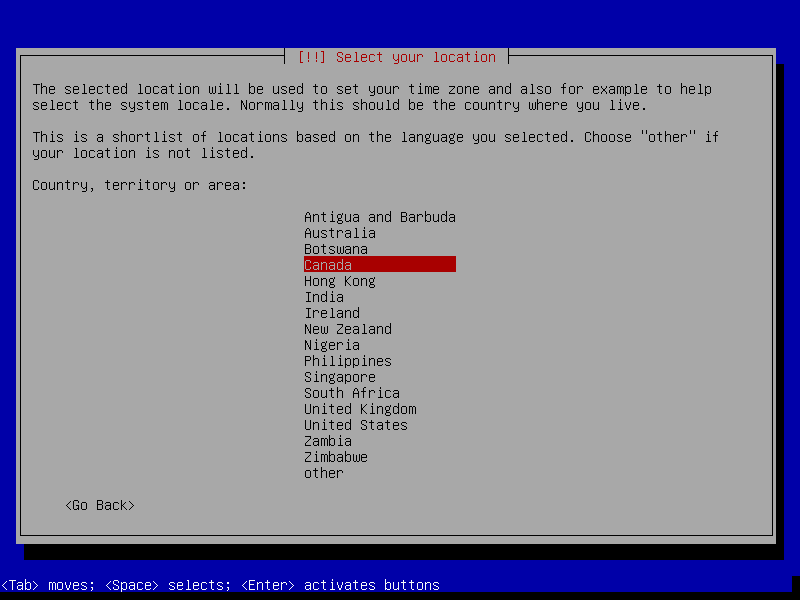 [!!] Select your location
The selected location will be used to set your time zone and also for example to help
select the system locale. Normally this should be the country where you live.
This is a shortlist of locations based on the language you selected. Choose "other" if
your location is not listed.
Country, territory or area:
Antigua and Barbuda
Australia
Botswana
Canada
Hong Kong
India
Ireland
New Zealand
Nigeria
Philippines
Singapore
South Africa
United Kingdom
United States
Zambia
Zimbabwe
other
<Go Back>
<Tab> moves; <Space> selects; <Enter> activates buttons